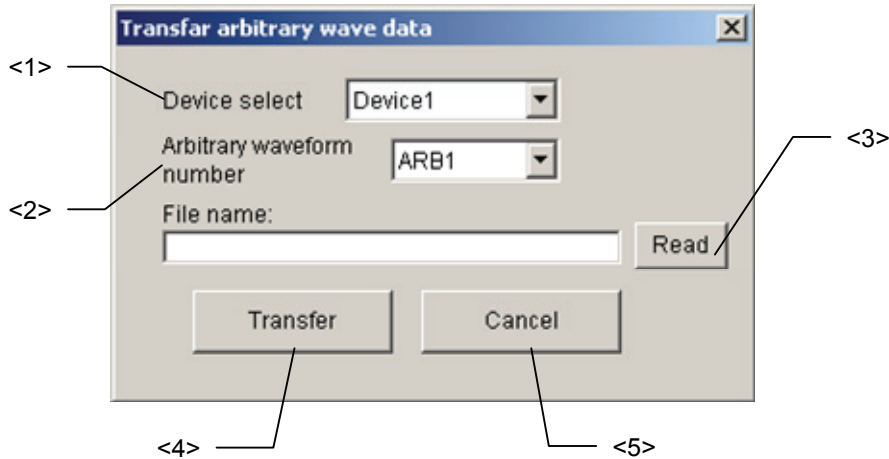 Transfar arbitrary wave data
<1>
Device select Device1
Arbitrary waveform
number ARB1
<3>
<2>
File name:
Read
Transfer Cancel
<4> <5>